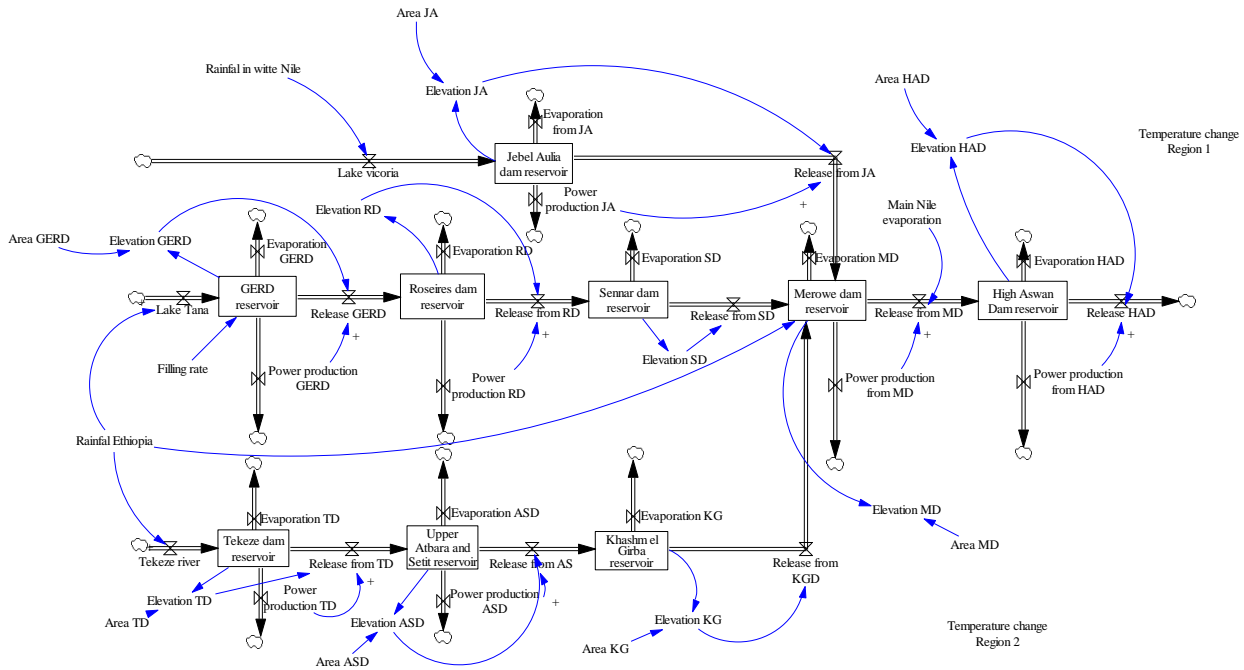 Area JA
Rainfal in witte Nile
Elevation JA
Area HAD
Evaporation
from JA
Elevation HAD
Temperature change
Region 1
Jebel Aulia
dam reservoir
Lake vicoria
Release from JA
Power
production JA
+
Elevation RD
Main Nile
evaporation
Area GERD
Elevation GERD
Evaporation
GERD
Evaporation RD
Evaporation SD
Evaporation MD
Evaporation HAD
GERD
reservoir
Roseires dam
reservoir
Sennar dam
reservoir
Merowe dam
reservoir
High Aswan
Dam reservoir
+
Lake Tana
Release GERD
Release from RD
Release from SD
Release from MD
Release HAD
+
+
+
+
Filling rate
Power production
GERD
Power
production RD
Elevation SD
Power production
from MD
Power production
from HAD
Rainfal Ethiopia
Evaporation TD
Evaporation ASD
Evaporation KG
Elevation MD
+
Tekeze river
Tekeze dam
reservoir
Release from TD
Upper
Atbara and
Setit reservoir
Release from AS
Khashm el
Girba
reservoir
Release from
KGD
Area MD
+
+
Elevation TD
Power
production TD
Power production
ASD
Area TD
Elevation ASD
Elevation KG
Area ASD
Area KG
Temperature change
Region 2